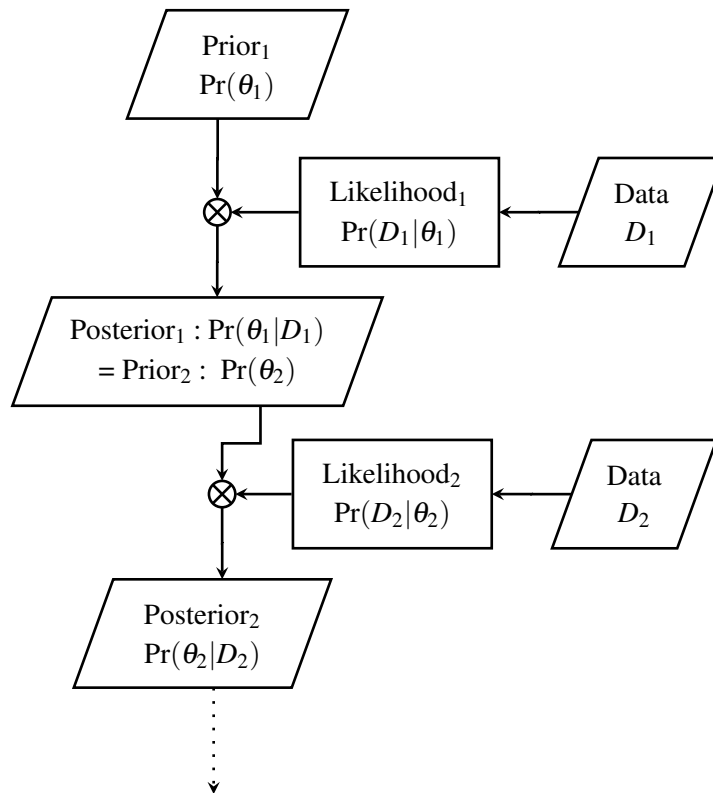 Prior₁
Pr(θ₁)
Likelihood₁
Pr(D₁|θ₁)
Data
D₁
Posterior₁ : Pr(θ₁|D₁)
= Prior₂ : Pr(θ₂)
Likelihood₂
Pr(D₂|θ₂)
Data
D₂
Posterior₂
Pr(θ₂|D₂)